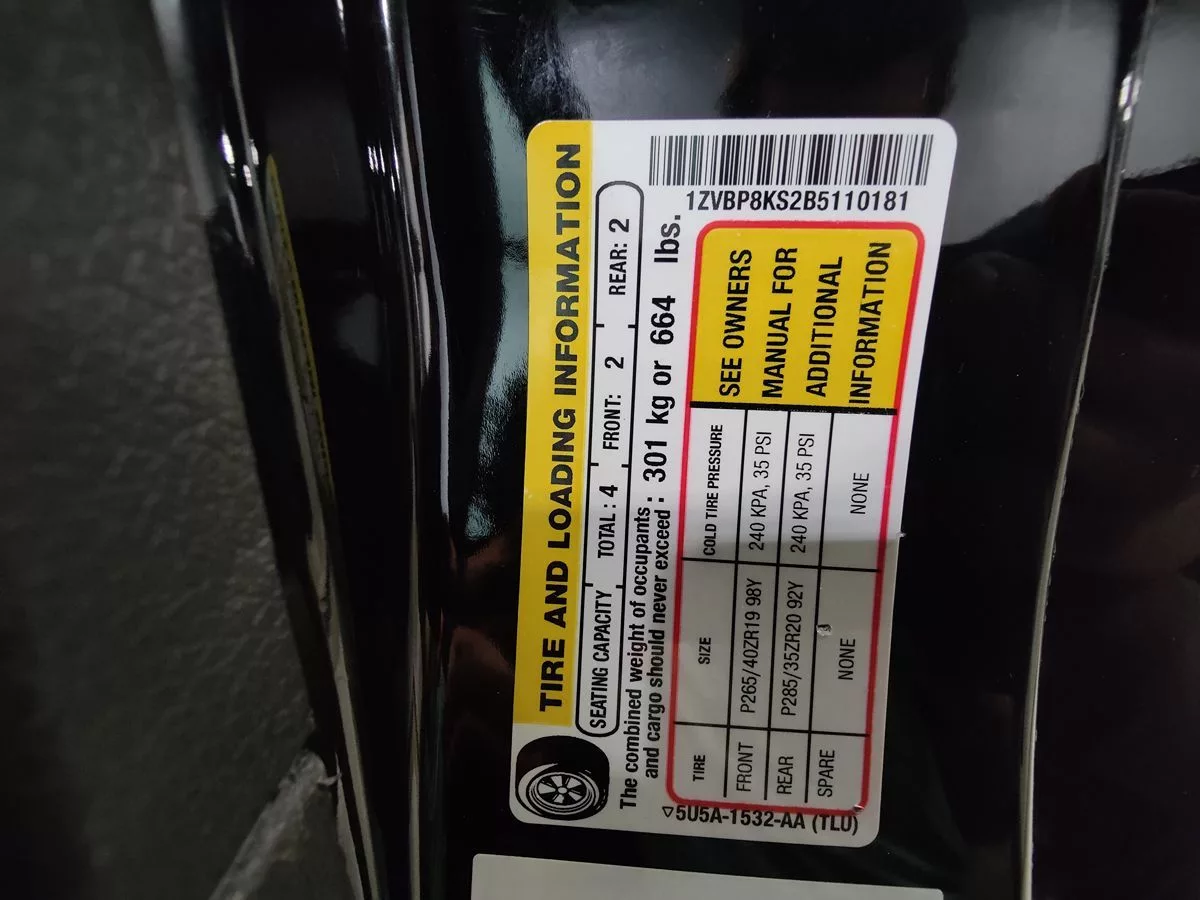 TIRE AND LOADING INFORMATION
SEATING CAPACITY TOTAL: 4 FRONT: 2 REAR: 2
The combined weight of occupants
and cargo should never exceed: 301 kg or 664 lbs.
TIRE SIZE COLD TIRE PRESSURE
FRONT P265/40ZR19 98Y 240 KPA, 35 PSI
REAR P285/35ZR20 92Y 240 KPA, 35 PSI
SPARE NONE NONE
SEE OWNERS
MANUAL FOR
ADDITIONAL
INFORMATION
1ZVBP8KS2B5110181
5U5A-1532-AA (TLU)